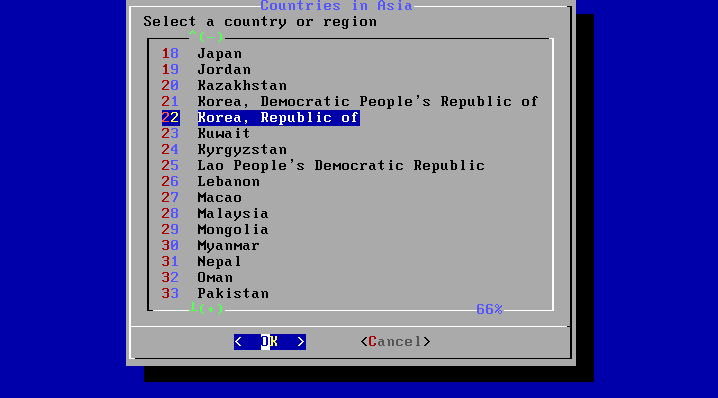 Countries in Asia
Select a country or region
^(-)
18 Japan
19 Jordan
20 Kazakhstan
21 Korea, Democratic People's Republic of
22 Korea, Republic of
23 Kuwait
24 Kyrgyzstan
25 Lao People's Democratic Republic
26 Lebanon
27 Macao
28 Malaysia
29 Mongolia
30 Myanmar
31 Nepal
32 Oman
33 Pakistan
(+) 66%
< OK > <Cancel>